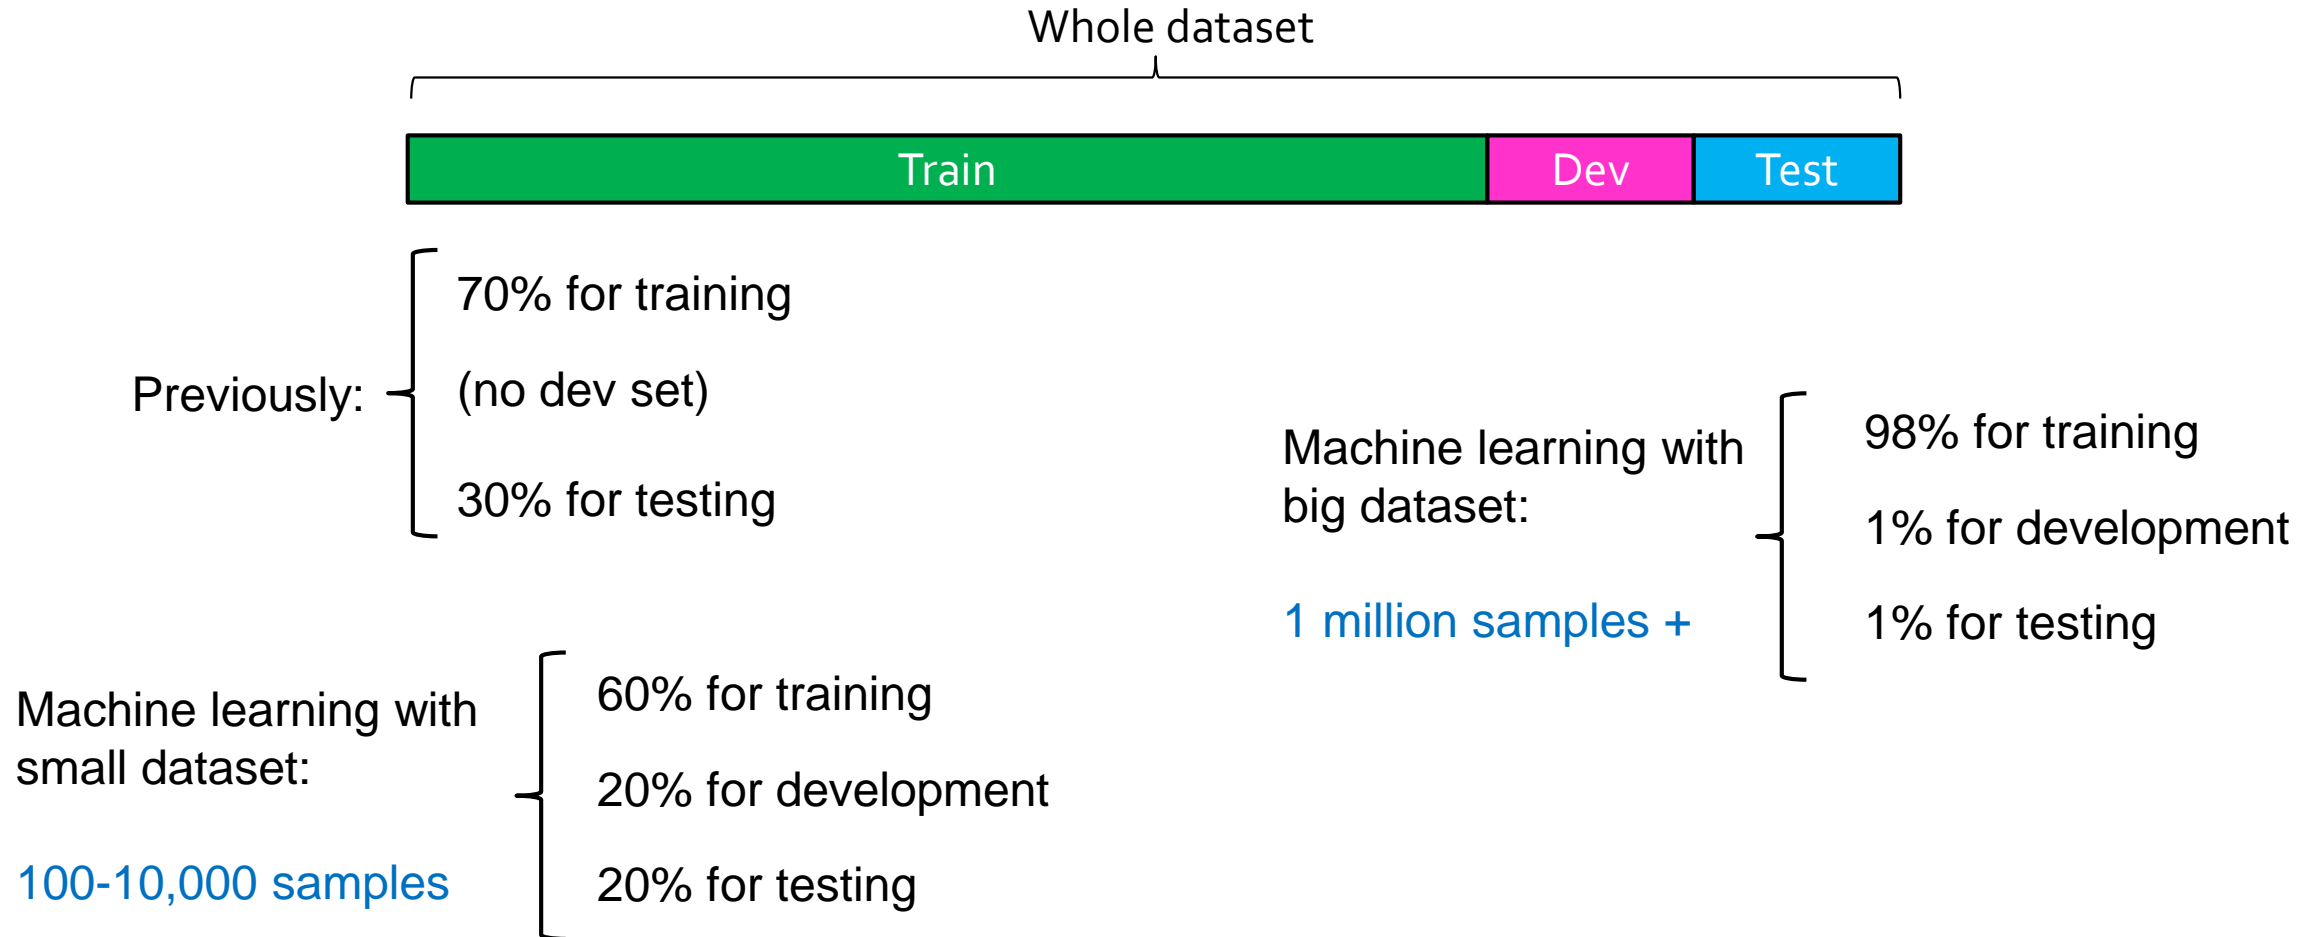 Whole dataset
Train
Dev
Test
Previously:
70% for training
(no dev set)
30% for testing
Machine learning with
small dataset:
100-10,000 samples
60% for training
20% for development
20% for testing
Machine learning with
big dataset:
1 million samples +
98% for training
1% for development
1% for testing